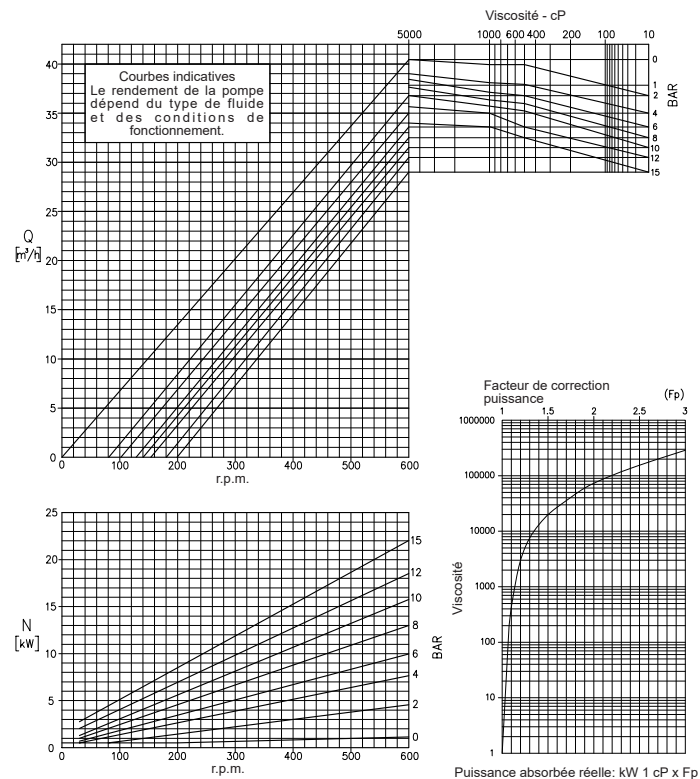 Viscosité - cP
5000 1000 600 400 200 100 10
Courbes indicatives
Le rendement de la pompe
dépend du type de fluide
et des conditions de
fonctionnement.
40
35
30
25
20
15
10
5
0
Q
[m³/h]
0
1
2
4
6
8
10
12
15
BAR
0 100 200 300 400 500 600
r.p.m.
Facteur de correction
puissance
(Fp)
1 1.5 2 2.5 3
1000000
100000
10000
1000
100
10
1
Viscosité
Puissance absorbée réelle: kW 1 cP x Fp
25
20
15
10
5
0
N
[kW]
15
12
10
8
6
4
2
0
BAR
0 100 200 300 400 500 600
r.p.m.